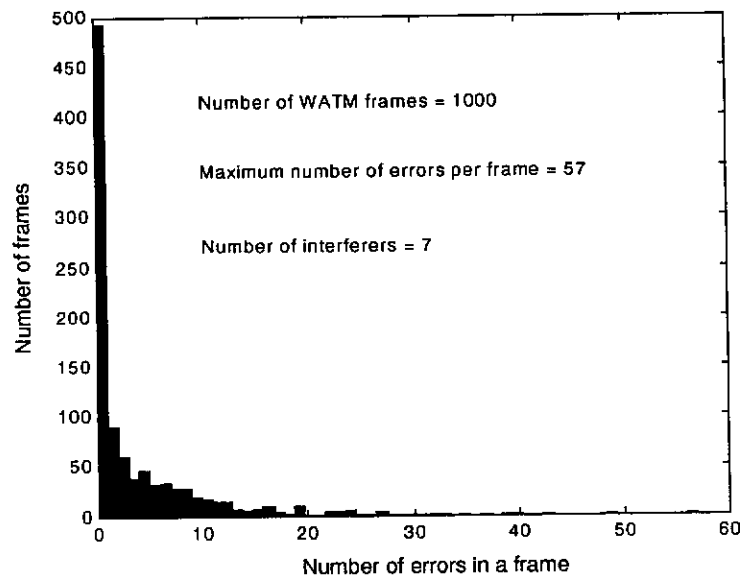 500
450
400
350
300
250
200
150
100
50
0
Number of frames
Number of WATM frames = 1000
Maximum number of errors per frame = 57
Number of interferers = 7
0 10 20 30 40 50 60
Number of errors in a frame